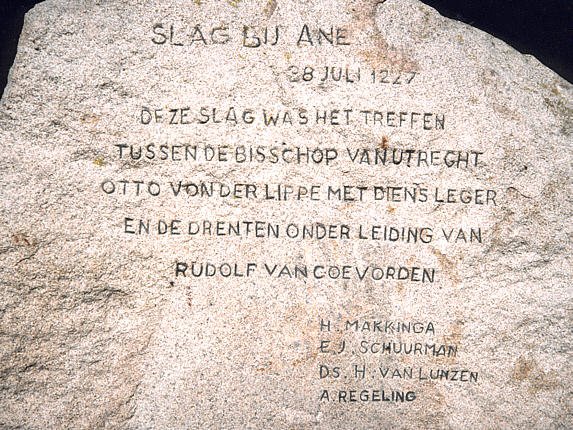 SLAG BIJ ANE
28 JULI 1227
DEZE SLAG WAS HET TREFFEN
TUSSEN DE BISSCHOP VAN UTRECHT
OTTO VON DER LIPPE MET DIENS LEGER
EN DE DRENTEN ONDER LEIDING VAN
RUDOLF VAN COEVORDEN
H. MAKKINGA
E.J. SCHUURMAN
DS. H. VAN LUNZEN
A. REGELING